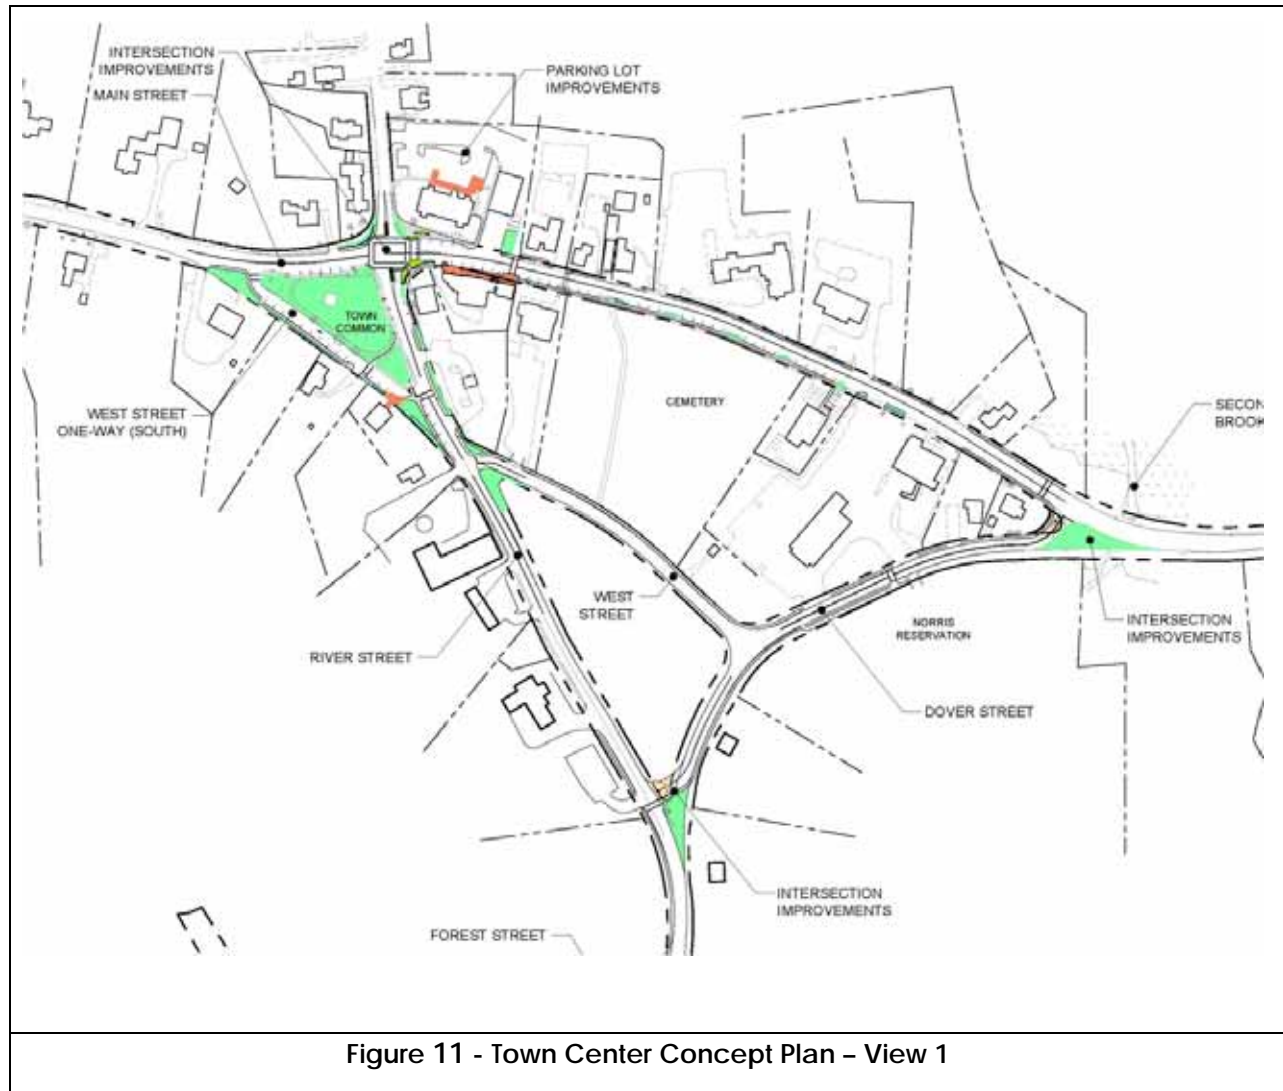 INTERSECTION
IMPROVEMENTS
MAIN STREET
PARKING LOT
IMPROVEMENTS
TOWN
COMMON
WEST STREET
ONE-WAY (SOUTH)
CEMETERY
SECON
BROOK
WEST
STREET
NORRIS
RESERVATION
INTERSECTION
IMPROVEMENTS
RIVER STREET
DOVER STREET
INTERSECTION
IMPROVEMENTS
FOREST STREET
Figure 11 - Town Center Concept Plan – View 1